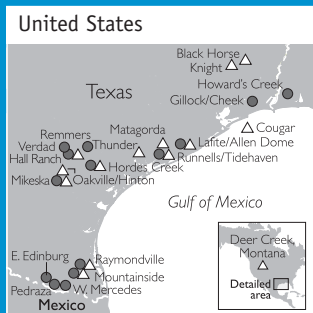 United States
Black Horse
Knight
Howard's Creek
Texas
Gillock/Cheek
Matagorda
Cougar
Remmers
Verdad
Thunder
Lafite/Allen Dome
Hall Ranch
Runnells/Tidehaven
Hordes Creek
Mikeska
Oakville/Hinton
Gulf of Mexico
Deer Creek,
Montana
E. Edinburg
Raymondville
Mountainside
Detailed
area
Pedraza
W. Mercedes
Mexico